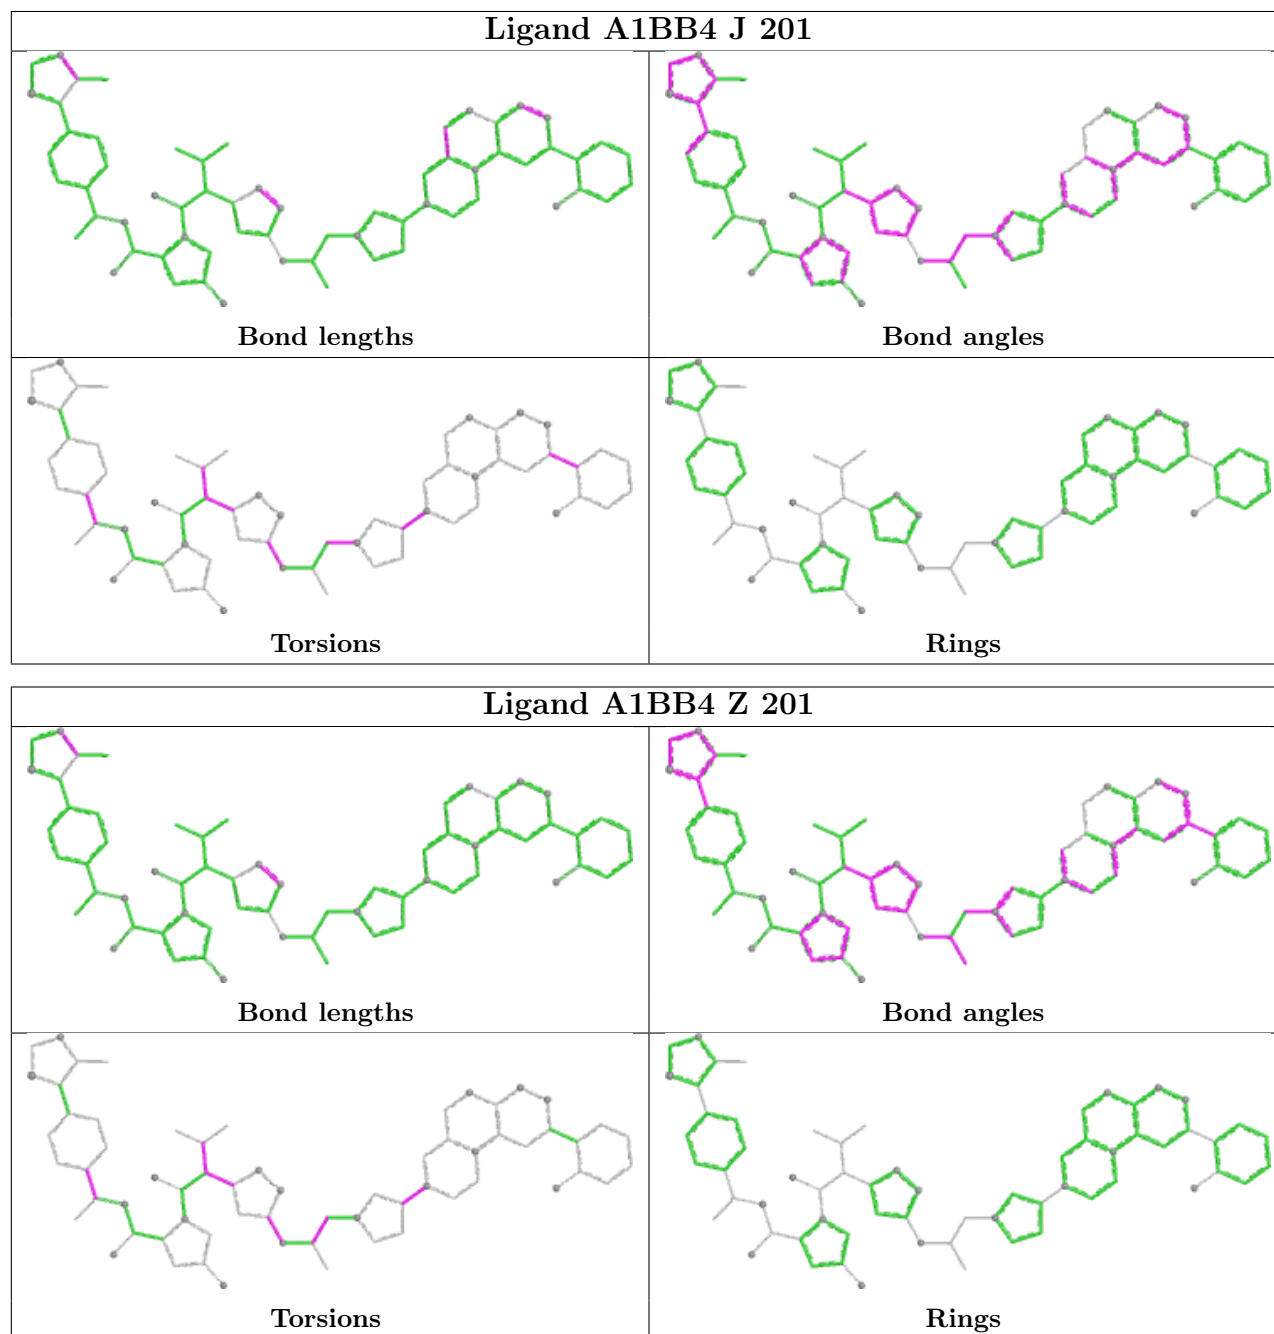 Ligand A1BB4 J 201
Bond lengths
Bond angles
Torsions
Rings
Ligand A1BB4 Z 201
Bond lengths
Bond angles
Torsions
Rings